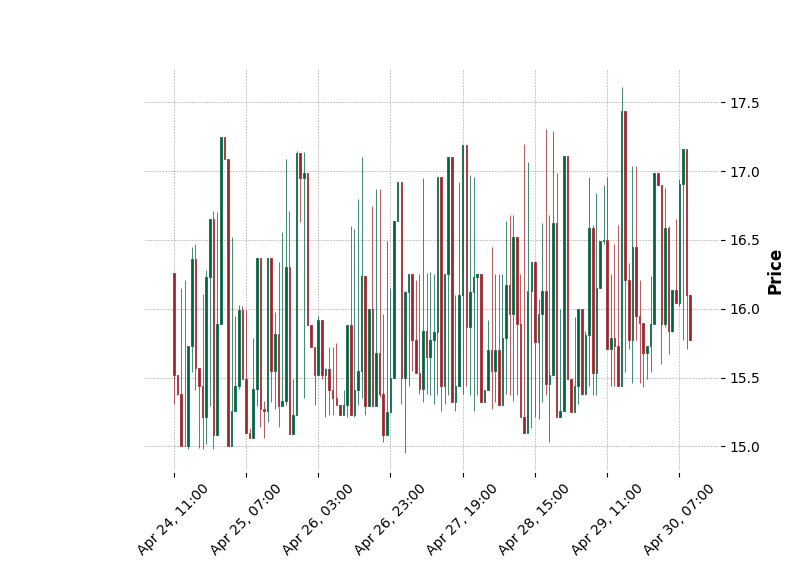 17.5
17.0
16.5
16.0
15.5
15.0
Price
Apr 24, 11:00
Apr 25, 07:00
Apr 26, 03:00
Apr 26, 23:00
Apr 27, 19:00
Apr 28, 15:00
Apr 29, 11:00
Apr 30, 07:00